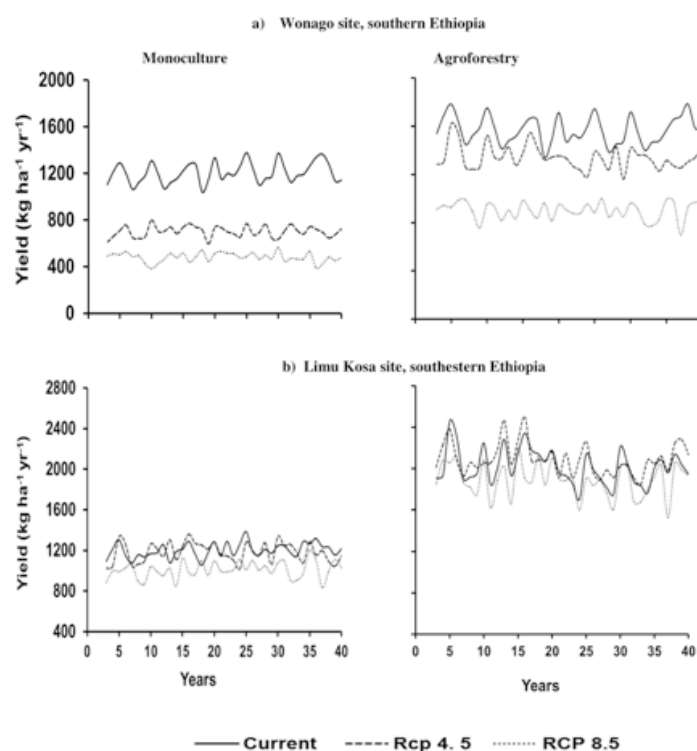 a) Wonago site, southern Ethiopia
Monoculture
Agroforestry
Yield (kg ha⁻¹ yr⁻¹)
2000
1600
1200
800
400
0
b) Limu Kosa site, southestern Ethiopia
Yield (kg ha⁻¹ yr⁻¹)
2800
2400
2000
1600
1200
800
400
0 5 10 15 20 25 30 35 40
0 5 10 15 20 25 30 35 40
Years
Years
Current Rcp 4. 5 RCP 8.5